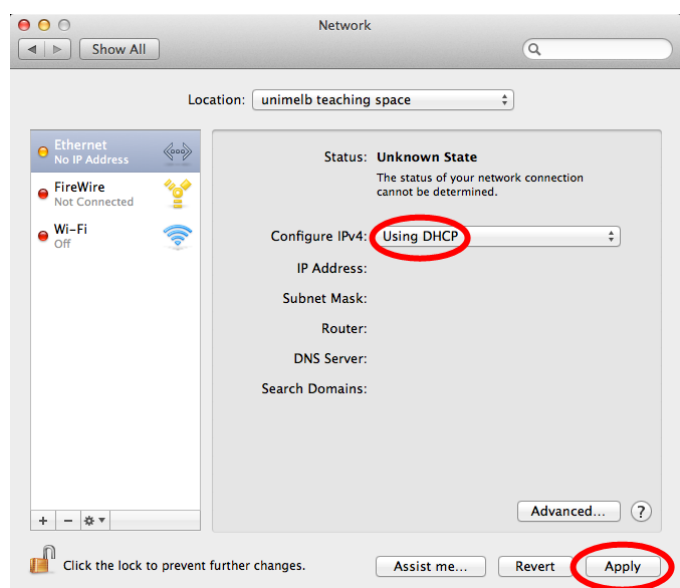 Network
Show All
Location: unimelb teaching space
Ethernet
No IP Address
FireWire
Not Connected
Wi-Fi
Off
Status: Unknown State
The status of your network connection
cannot be determined.
Configure IPv4: Using DHCP
IP Address:
Subnet Mask:
Router:
DNS Server:
Search Domains:
Advanced... ?
+ −
Click the lock to prevent further changes.
Assist me... Revert Apply